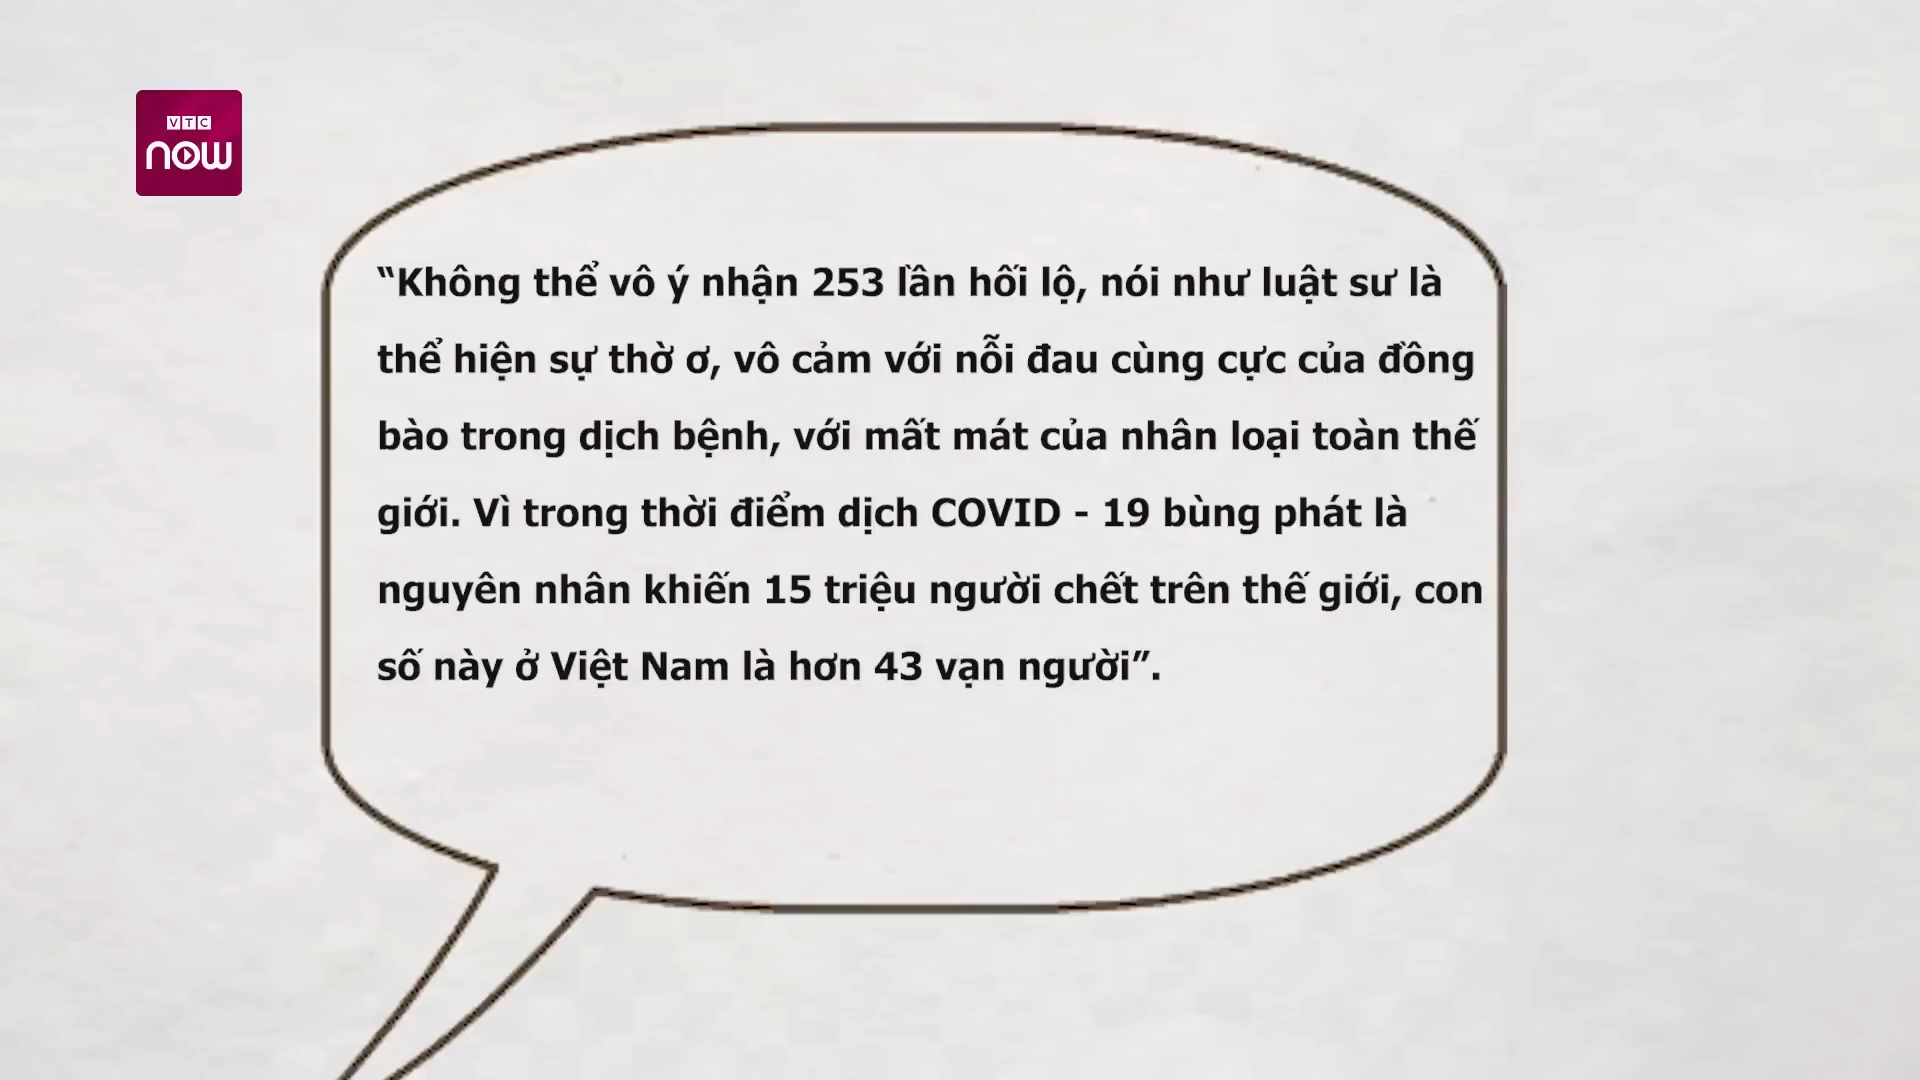 VTC
now
“Không thể vô ý nhận 253 lần hối lộ, nói như luật sư là
thể hiện sự thờ ơ, vô cảm với nỗi đau cùng cực của đồng
bào trong dịch bệnh, với mất mát của nhân loại toàn thế
giới. Vì trong thời điểm dịch COVID - 19 bùng phát là
nguyên nhân khiến 15 triệu người chết trên thế giới, con
số này ở Việt Nam là hơn 43 vạn người”.